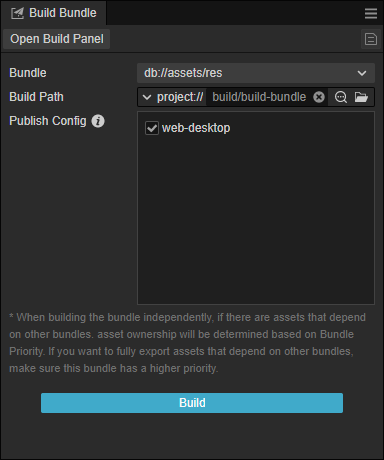 Build Bundle
Open Build Panel
Bundle db://assets/res
Build Path project:// build/build-bundle
Publish Config i web-desktop
* When building the bundle independently, if there are assets that depend
on other bundles. asset ownership will be determined based on Bundle
Priority. If you want to fully export assets that depend on other bundles,
make sure this bundle has a higher priority.
Build